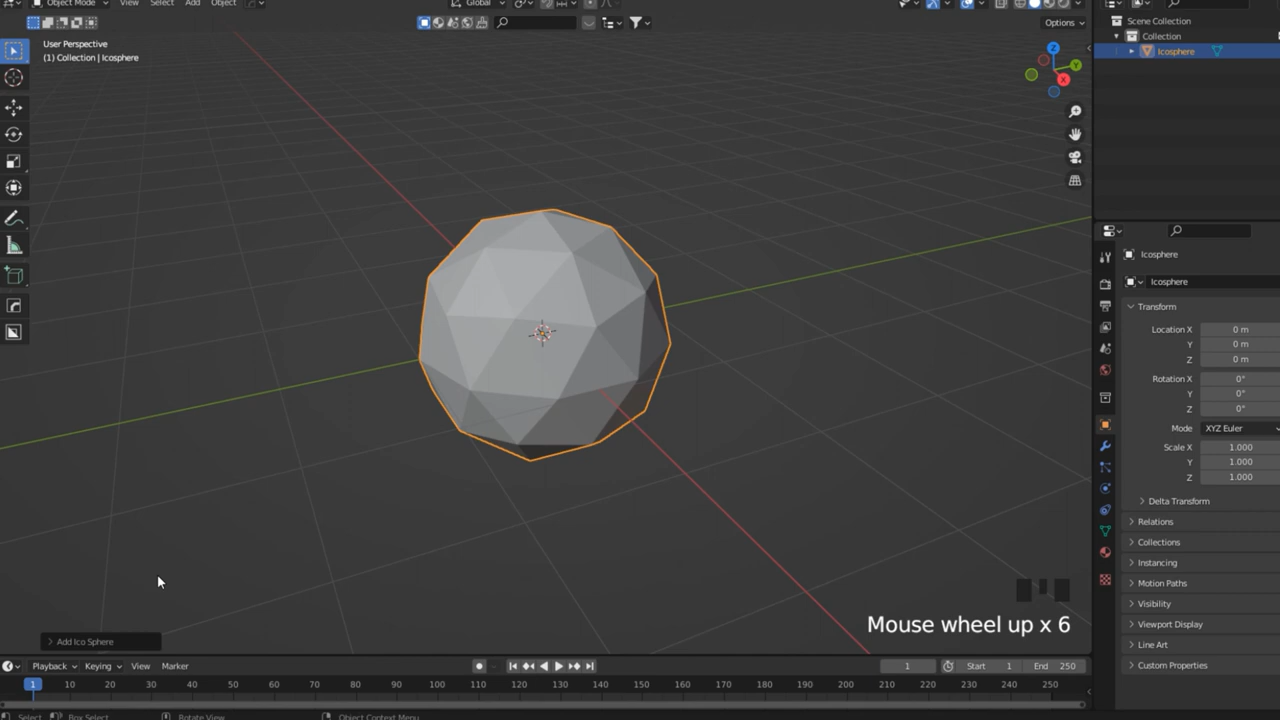 Object Mode View Select Add Object Global
Options
User Perspective
(1) Collection | Icosphere
X
Y
Z
Add Ico Sphere
Mouse wheel up x 6
Scene Collection
Collection
Icosphere
Icosphere
Icosphere
Transform
Location X 0 m
Y 0 m
Z 0 m
Rotation X 0°
Y 0°
Z 0°
Mode XYZ Euler
Scale X 1.000
Y 1.000
Z 1.000
Delta Transform
Relations
Collections
Instancing
Motion Paths
Visibility
Viewport Display
Line Art
Custom Properties
Playback Keying View Marker 1 Start 1 End 250
1 10 20 30 40 50 60 70 80 90 100 110 120 130 140 150 160 170 180 190 200 210 220 230 240 250
Select Box Select Rotate View Object Context Menu